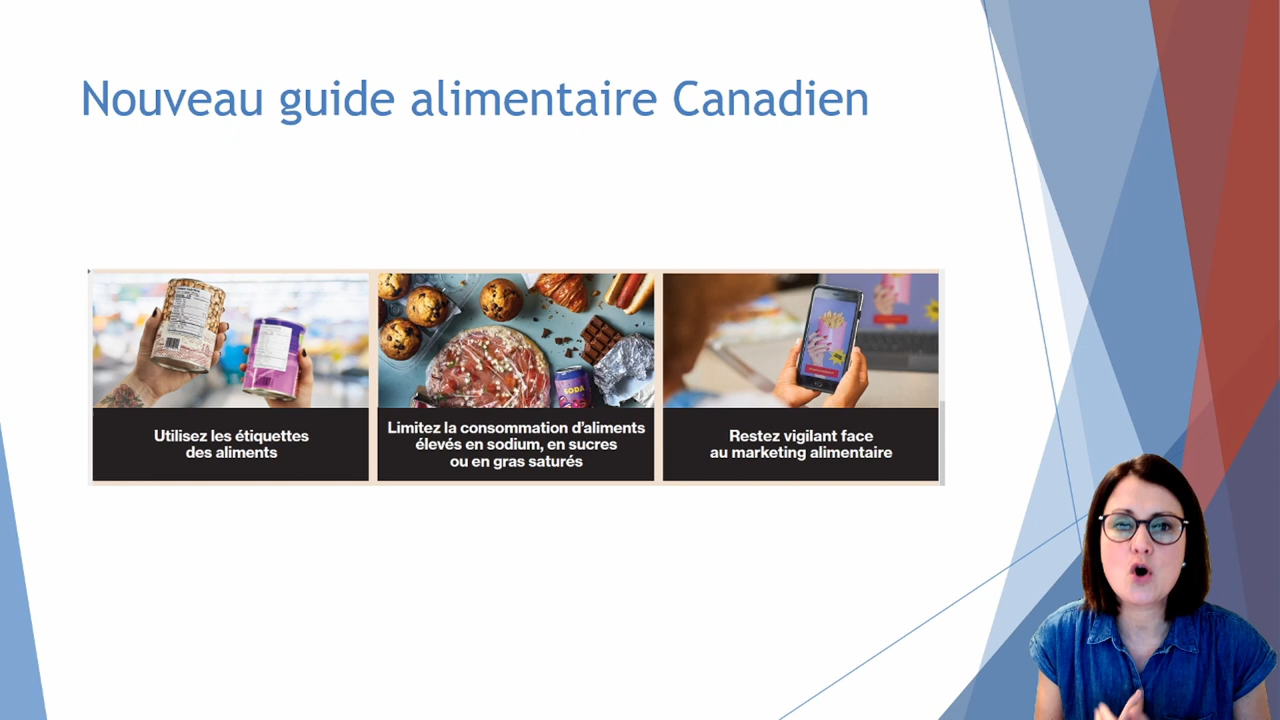 Nouveau guide alimentaire Canadien
Utilisez les étiquettes
des aliments
Limitez la consommation d'aliments
élevés en sodium, en sucres
ou en gras saturés
Restez vigilant face
au marketing alimentaire
SODA